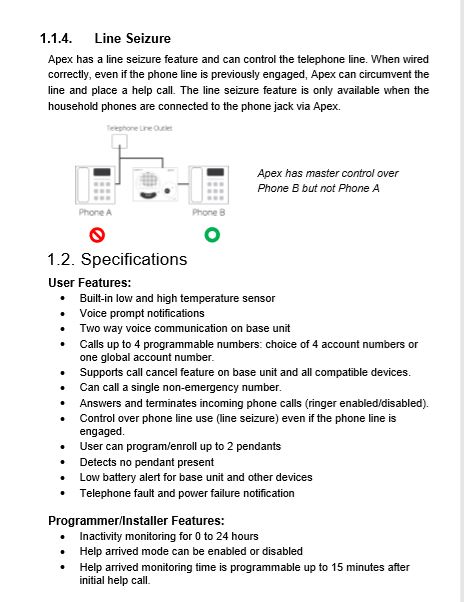 1.1.4. Line Seizure
Apex has a line seizure feature and can control the telephone line. When wired
correctly, even if the phone line is previously engaged, Apex can circumvent the
line and place a help call. The line seizure feature is only available when the
household phones are connected to the phone jack via Apex.
Telephone Line Outlet
Apex has master control over
Phone B but not Phone A
Phone A
Phone B
1.2. Specifications
User Features:
• Built-in low and high temperature sensor
• Voice prompt notifications
• Two way voice communication on base unit
• Calls up to 4 programmable numbers: choice of 4 account numbers or
one global account number.
• Supports call cancel feature on base unit and all compatible devices.
• Can call a single non-emergency number.
• Answers and terminates incoming phone calls (ringer enabled/disabled).
• Control over phone line use (line seizure) even if the phone line is
engaged.
• User can program/enroll up to 2 pendants
• Detects no pendant present
• Low battery alert for base unit and other devices
• Telephone fault and power failure notification
Programmer/Installer Features:
• Inactivity monitoring for 0 to 24 hours
• Help arrived mode can be enabled or disabled
• Help arrived monitoring time is programmable up to 15 minutes after
initial help call.